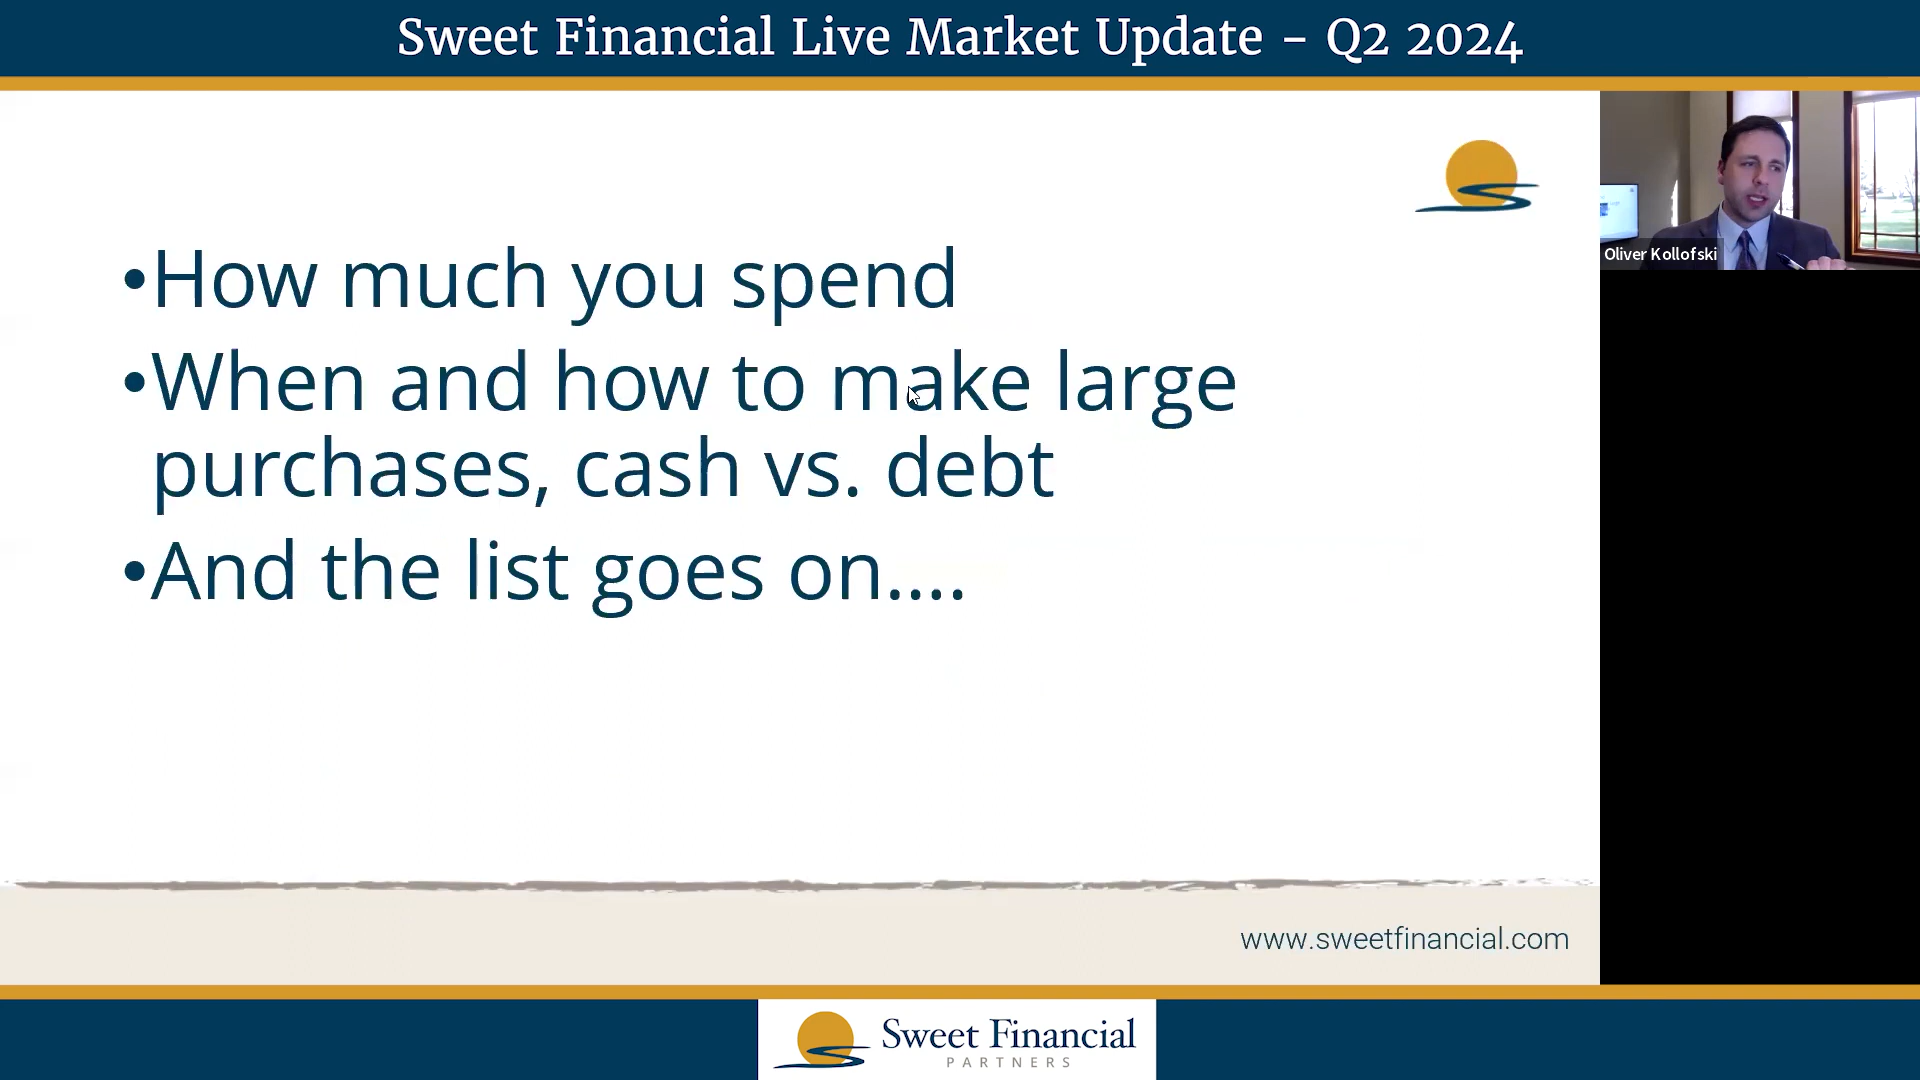 Sweet Financial Live Market Update - Q2 2024
•How much you spend
•When and how to make large
purchases, cash vs. debt
•And the list goes on....
Oliver Kollofski
www.sweetfinancial.com
Sweet Financial
PARTNERS